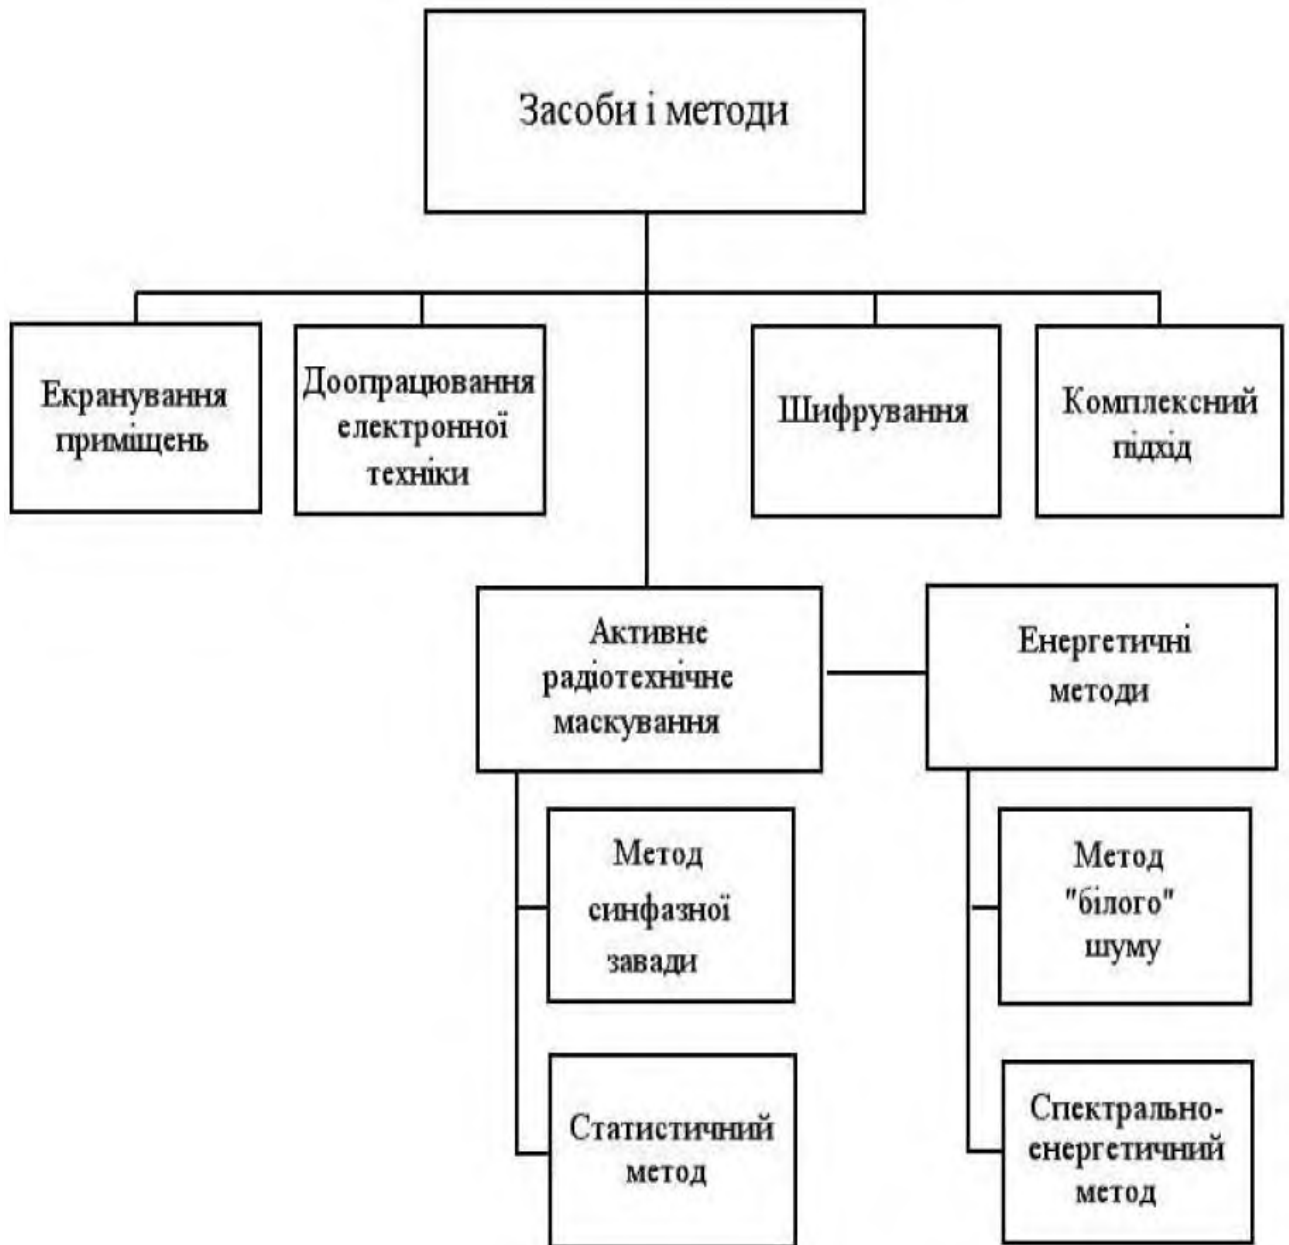 Засоби і методи
Екранування
приміщень
Доопрацювання
електронної
техніки
Шифрування
Комплексний
підхід
Активне
радіотехнічне
маскування
Енергетичні
методи
Метод
синфазної
завади
Метод
"білого"
шуму
Статистичний
метод
Спектрально-
енергетичний
метод